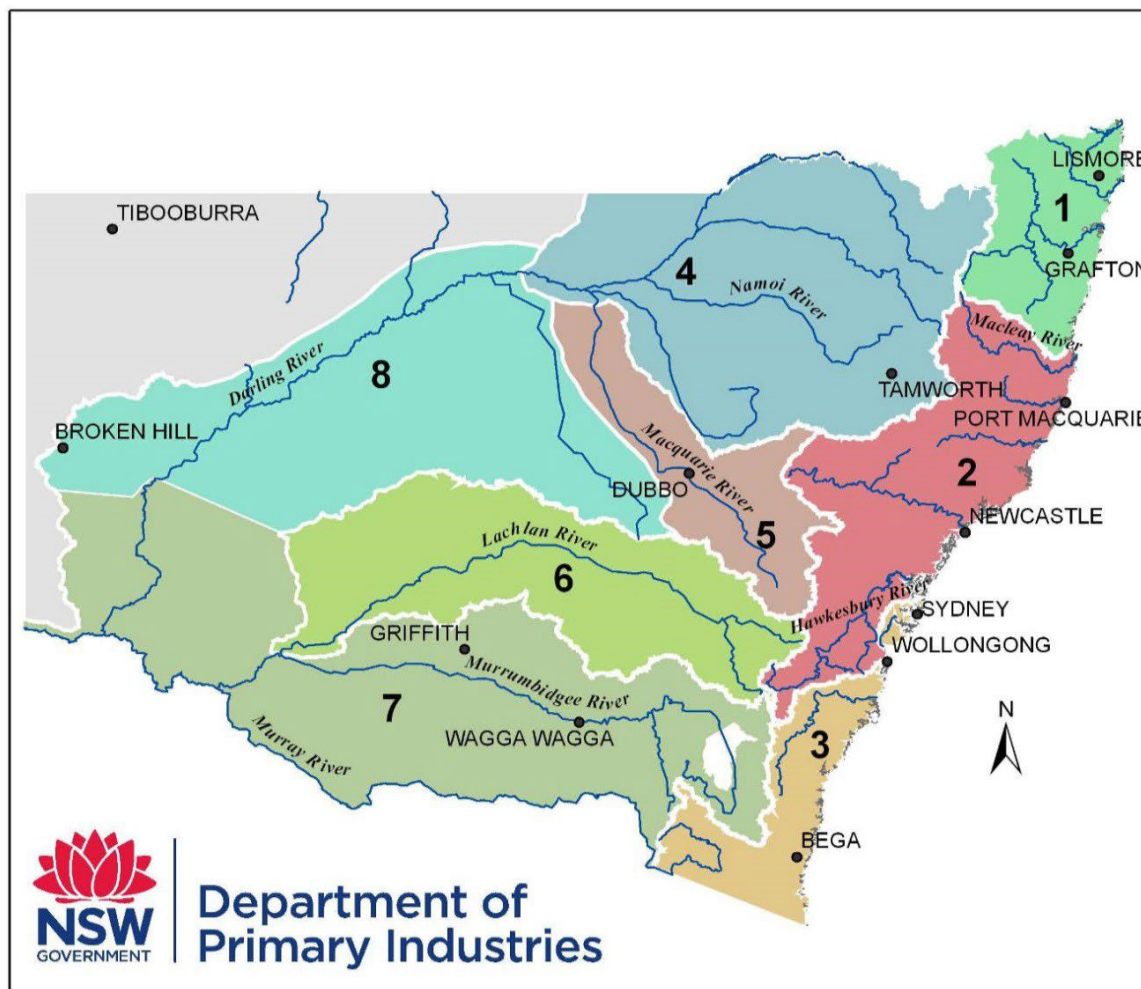 LISMORE
1
TIBOOBURRA
GRAFTON
4
Namoi River
Macleay River
Darling River
8
TAMWORTH
PORT MACQUARIE
BROKEN HILL
Macquarie River
2
DUBBO
NEWCASTLE
5
Lachlan River
6
Hawkesbury River
SYDNEY
GRIFFITH
WOLLONGONG
Murrumbidgee River
7
N
WAGGA WAGGA
3
Murray River
BEGA
NSW
GOVERNMENT
Department of
Primary Industries